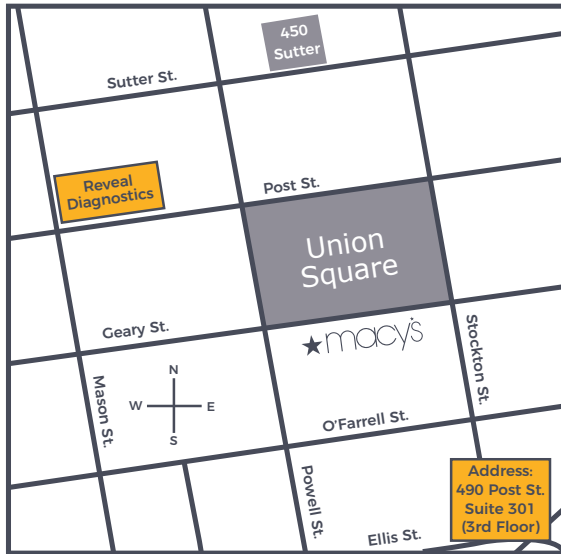 450
Sutter
Sutter St.
Reveal
Diagnostics
Post St.
Union
Square
Geary St.
macy's
Stockton St.
Mason St.
N
W
E
S
O'Farrell St.
Powell St.
Address:
490 Post St.
Suite 301
(3rd Floor)
Ellis St.